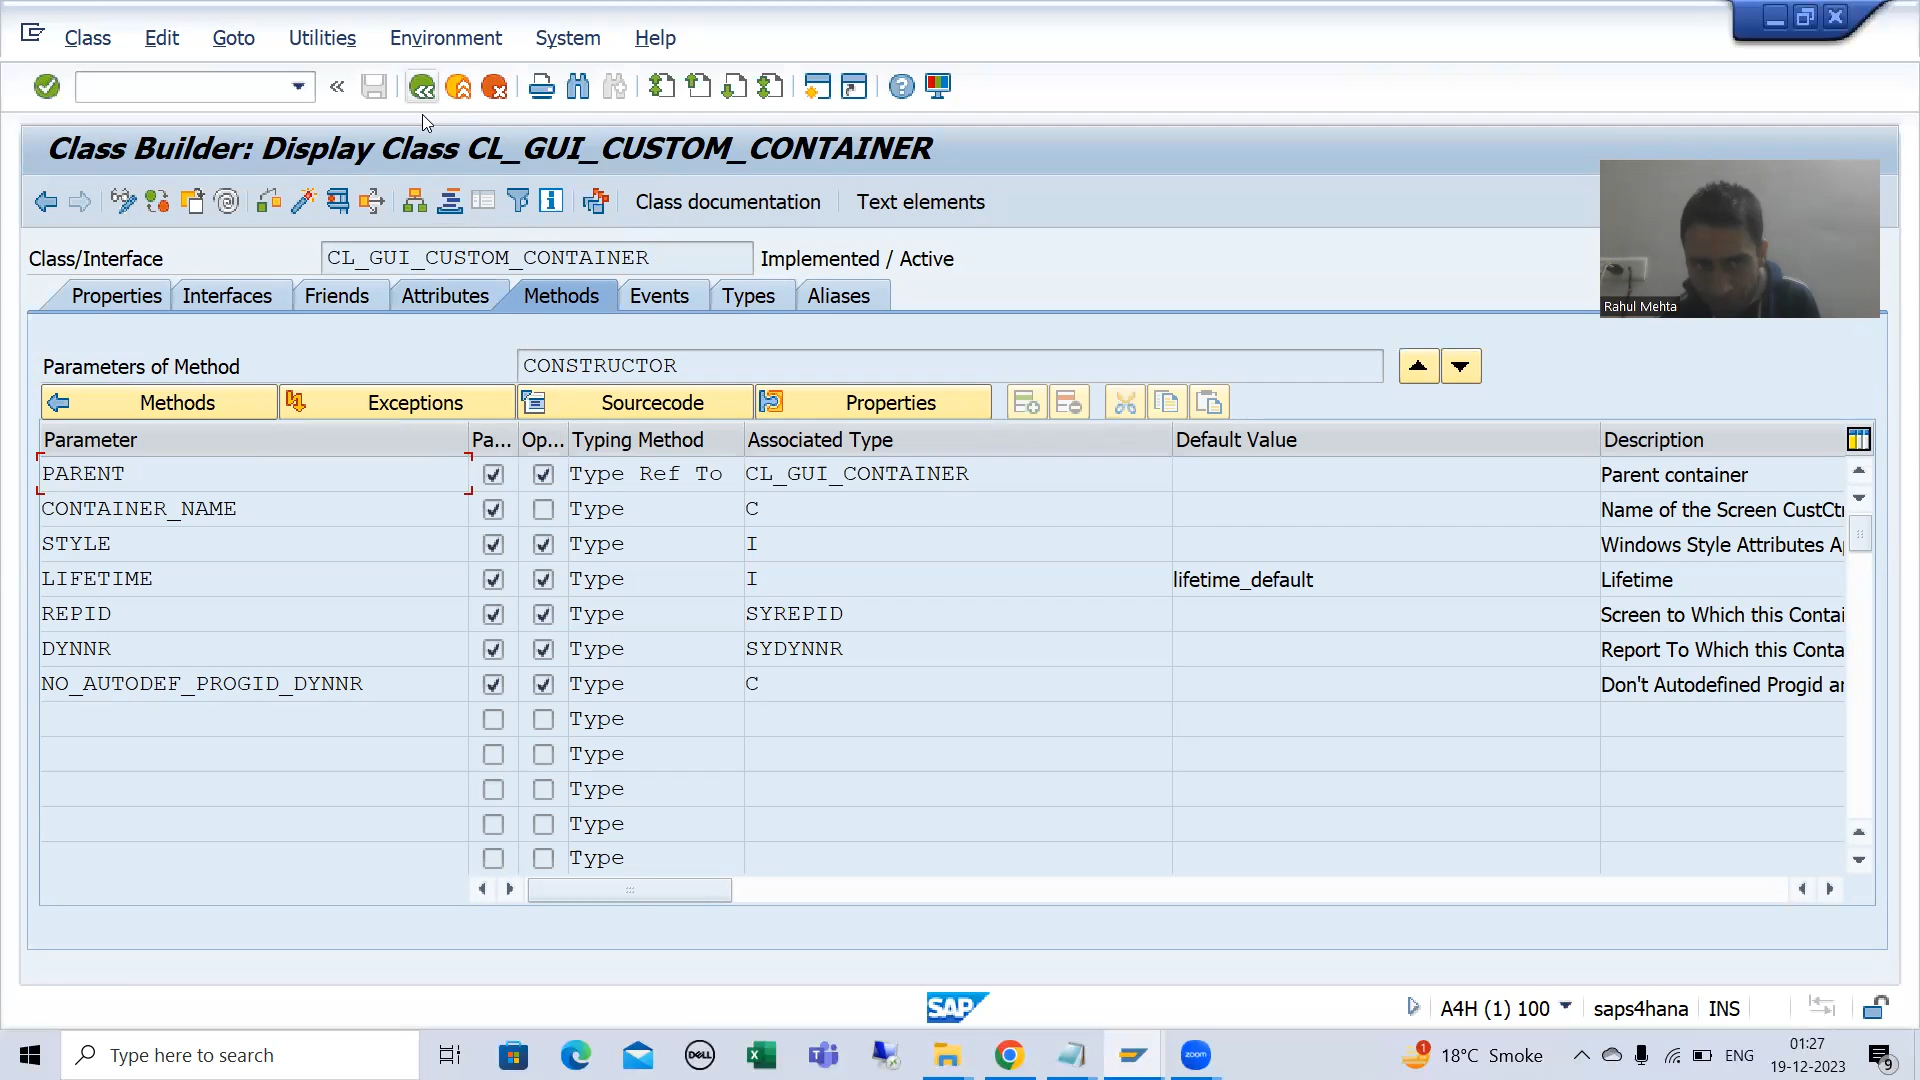 Class Edit Goto Utilities Environment System Help
Class Builder: Display Class CL_GUI_CUSTOM_CONTAINER
Class documentation Text elements
Class/Interface CL_GUI_CUSTOM_CONTAINER Implemented / Active
Properties Interfaces Friends Attributes Methods Events Types Aliases
Rahul Mehta
Parameters of Method CONSTRUCTOR
Methods Exceptions Sourcecode Properties
Parameter Pa... Op... Typing Method Associated Type Default Value Description
PARENT Type Ref To CL_GUI_CONTAINER Parent container
CONTAINER_NAME Type C Name of the Screen CustCtr
STYLE Type I Windows Style Attributes A
LIFETIME Type I lifetime_default Lifetime
REPID Type SYREPID Screen to Which this Contai
DYNNR Type SYDYNNR Report To Which this Conta
NO_AUTODEF_PROGID_DYNNR Type C Don't Autodefined Progid a
Type
Type
Type
Type
Type
SAP
A4H (1) 100 saps4hana INS
Type here to search
DELL
zoom
1
18°C Smoke
ENG
01:27
19-12-2023
9